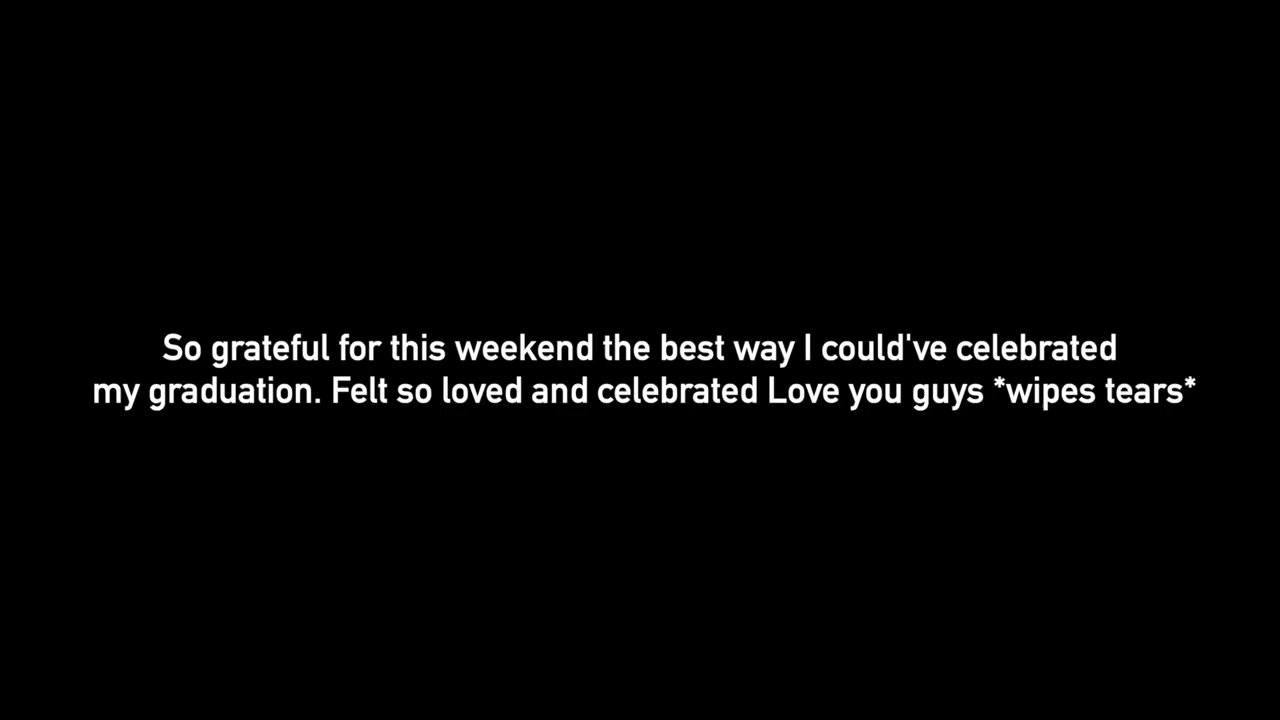 So grateful for this weekend the best way I could've celebrated
my graduation. Felt so loved and celebrated Love you guys *wipes tears*